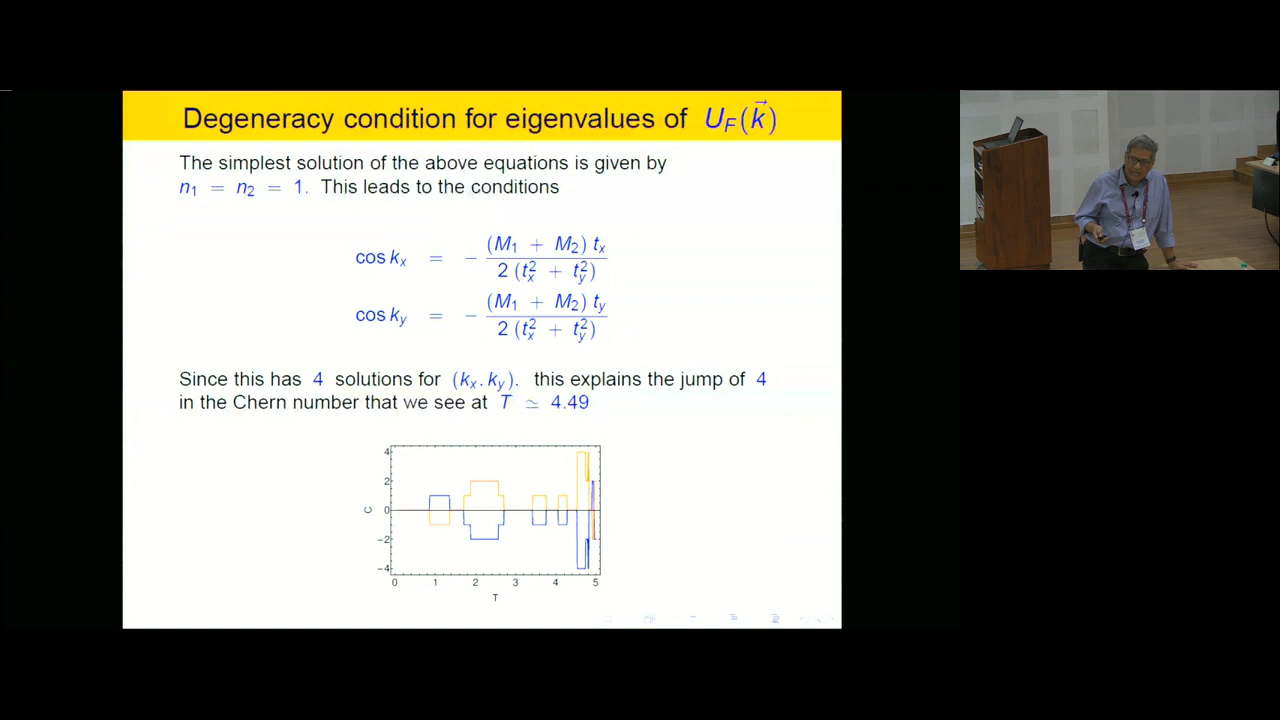 Degeneracy condition for eigenvalues of U_F(k⃗)
The simplest solution of the above equations is given by
n₁ = n₂ = 1. This leads to the conditions
cos kₓ = − (M₁ + M₂) tₓ / 2 (tₓ² + t_y²)
cos k_y = − (M₁ + M₂) t_y / 2 (tₓ² + t_y²)
Since this has 4 solutions for (kₓ, k_y), this explains the jump of 4
in the Chern number that we see at T ≃ 4.49
4
2
0
−2
−4
C
0 1 2 3 4 5
T